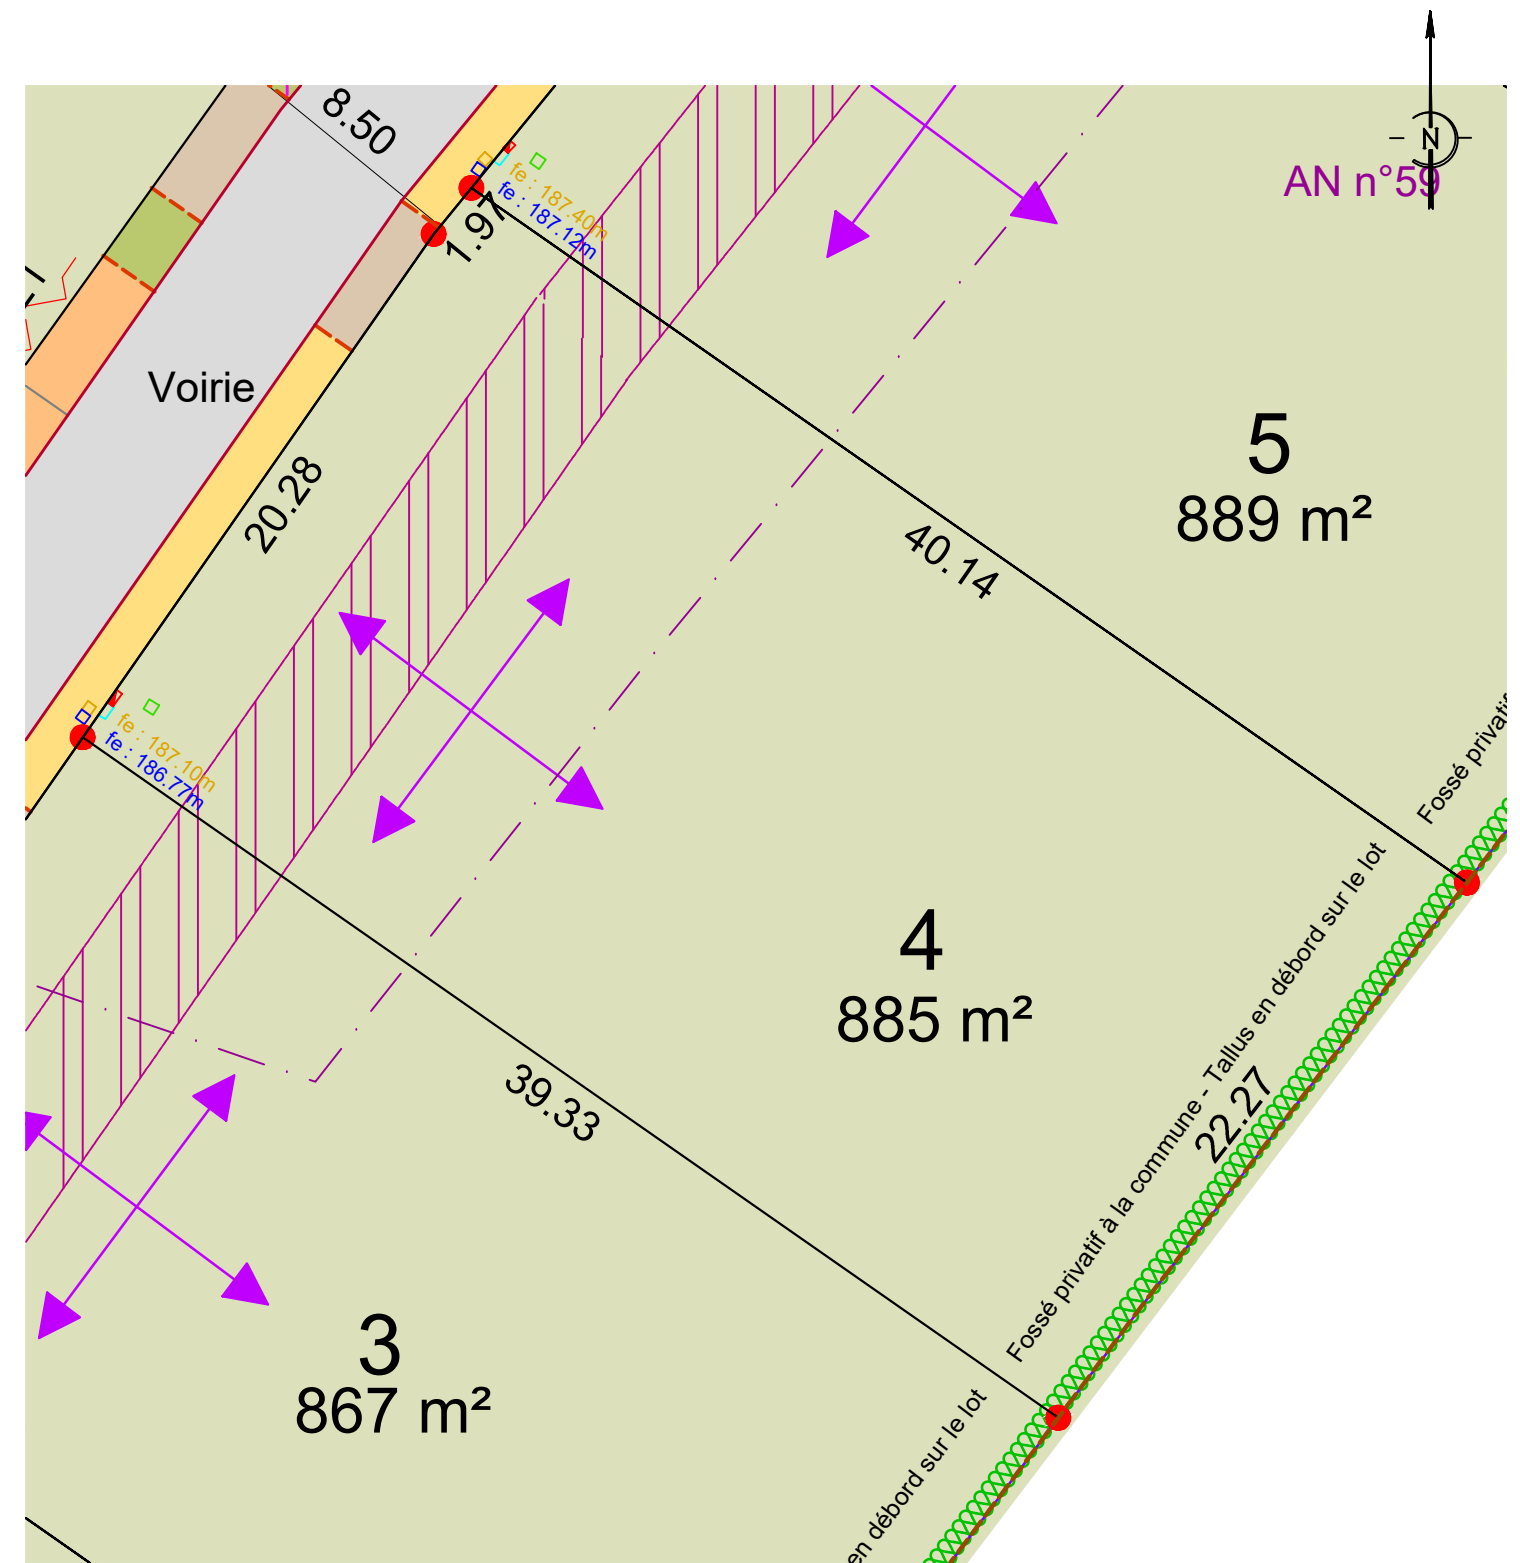 8.50
N
AN n°59
fe : 187.40m
fe : 187.12m
1.97
Voirie
20.28
5
889 m²
40.14
fe : 187.10m
fe : 186.77m
Fossé privatif
4
885 m²
Fossé privatif à la commune - Tallus en débord sur le lot
22.27
39.33
3
867 m²
en débord sur le lot